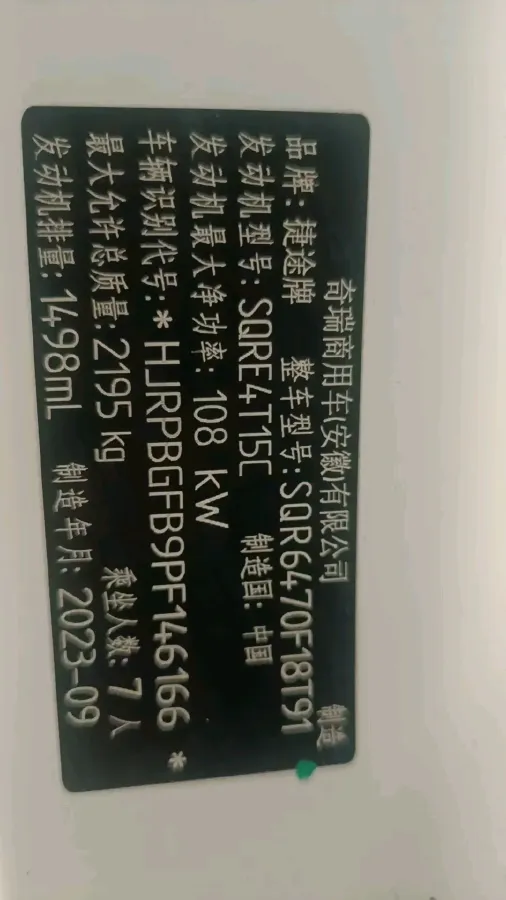 奇瑞商用车(安徽)有限公司 制造
品牌: 捷途牌 整车型号: SQR6470F18T91
发动机型号: SQRE4T15C 制造国: 中国
发动机最大净功率: 108 kW
车辆识别代号: *HJRPBGFB9PF146166*
最大允许总质量: 2195 kg 乘坐人数: 7人
发动机排量: 1498mL 制造年月: 2023-09